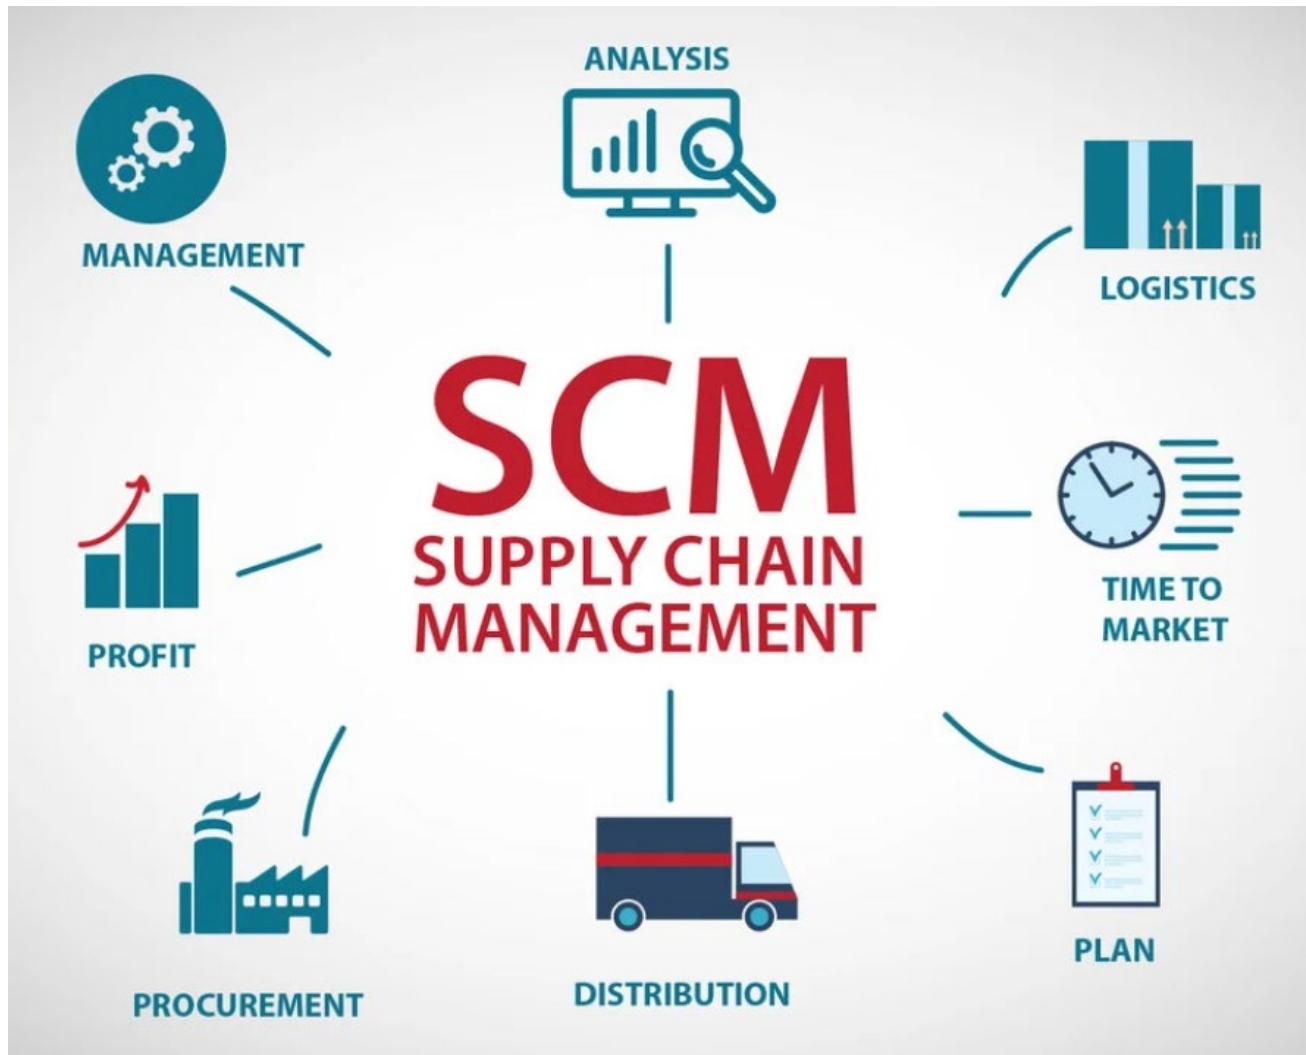 ANALYSIS
MANAGEMENT
LOGISTICS
SCM
SUPPLY CHAIN
MANAGEMENT
TIME TO
MARKET
PROFIT
PLAN
PROCUREMENT
DISTRIBUTION